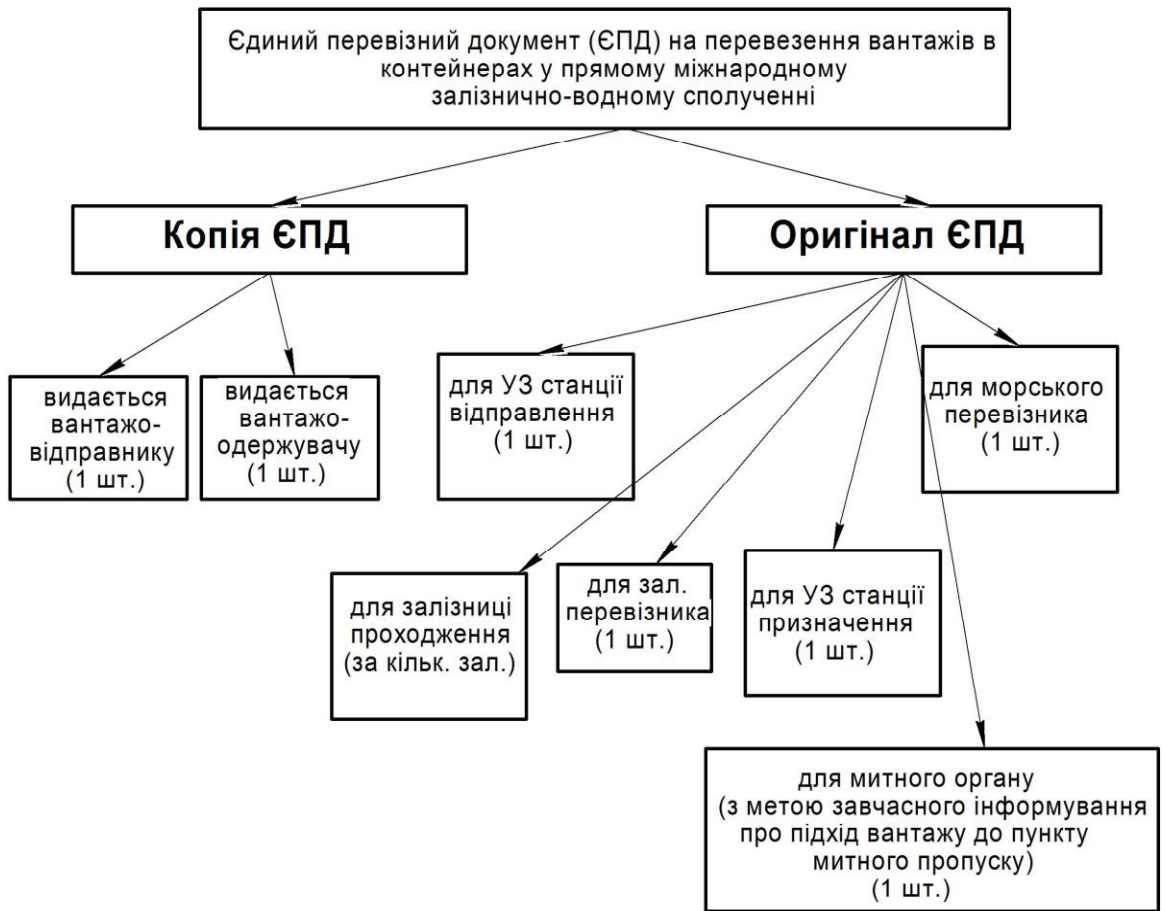 Єдиний перевізний документ (ЄПД) на перевезення вантажів в
контейнерах у прямому міжнародному
залізнично-водному сполученні
Копія ЄПД
Оригінал ЄПД
видається
вантажо-
відправнику
(1 шт.)
видається
вантажо-
одержувачу
(1 шт.)
для УЗ станції
відправлення
(1 шт.)
для морського
перевізника
(1 шт.)
для залізниці
проходження
(за кільк. зал.)
для зал.
перевізника
(1 шт.)
для УЗ станції
призначення
(1 шт.)
для митного органу
(з метою завчасного інформування
про підхід вантажу до пункту
митного пропуску)
(1 шт.)